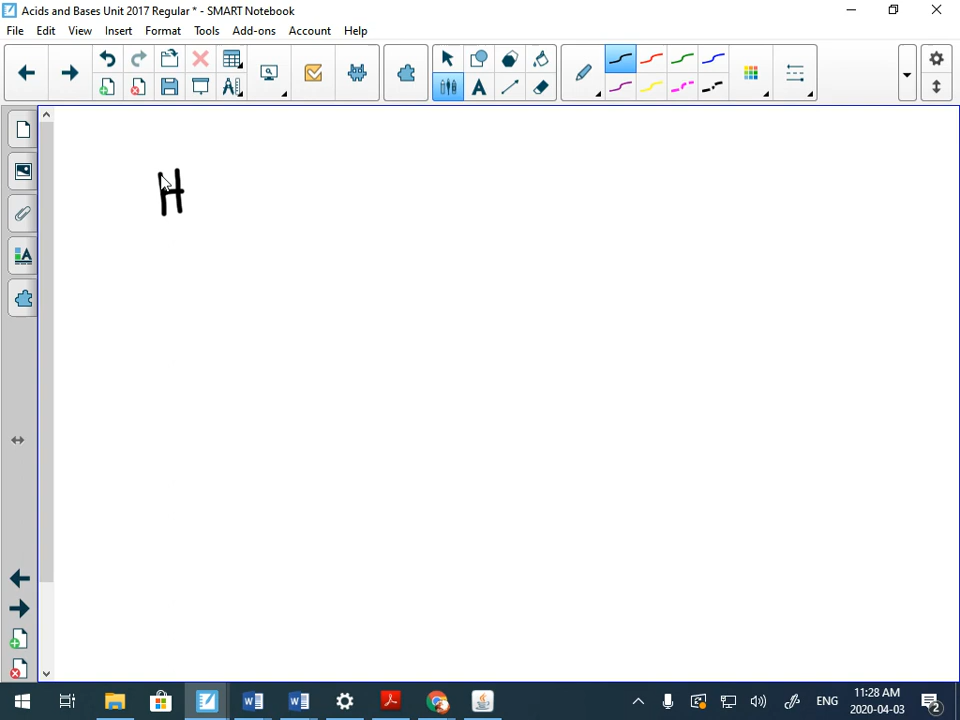 Acids and Bases Unit 2017 Regular * - SMART Notebook
File Edit View Insert Format Tools Add-ons Account Help
H
ENG
11:28 AM
2020-04-03
2